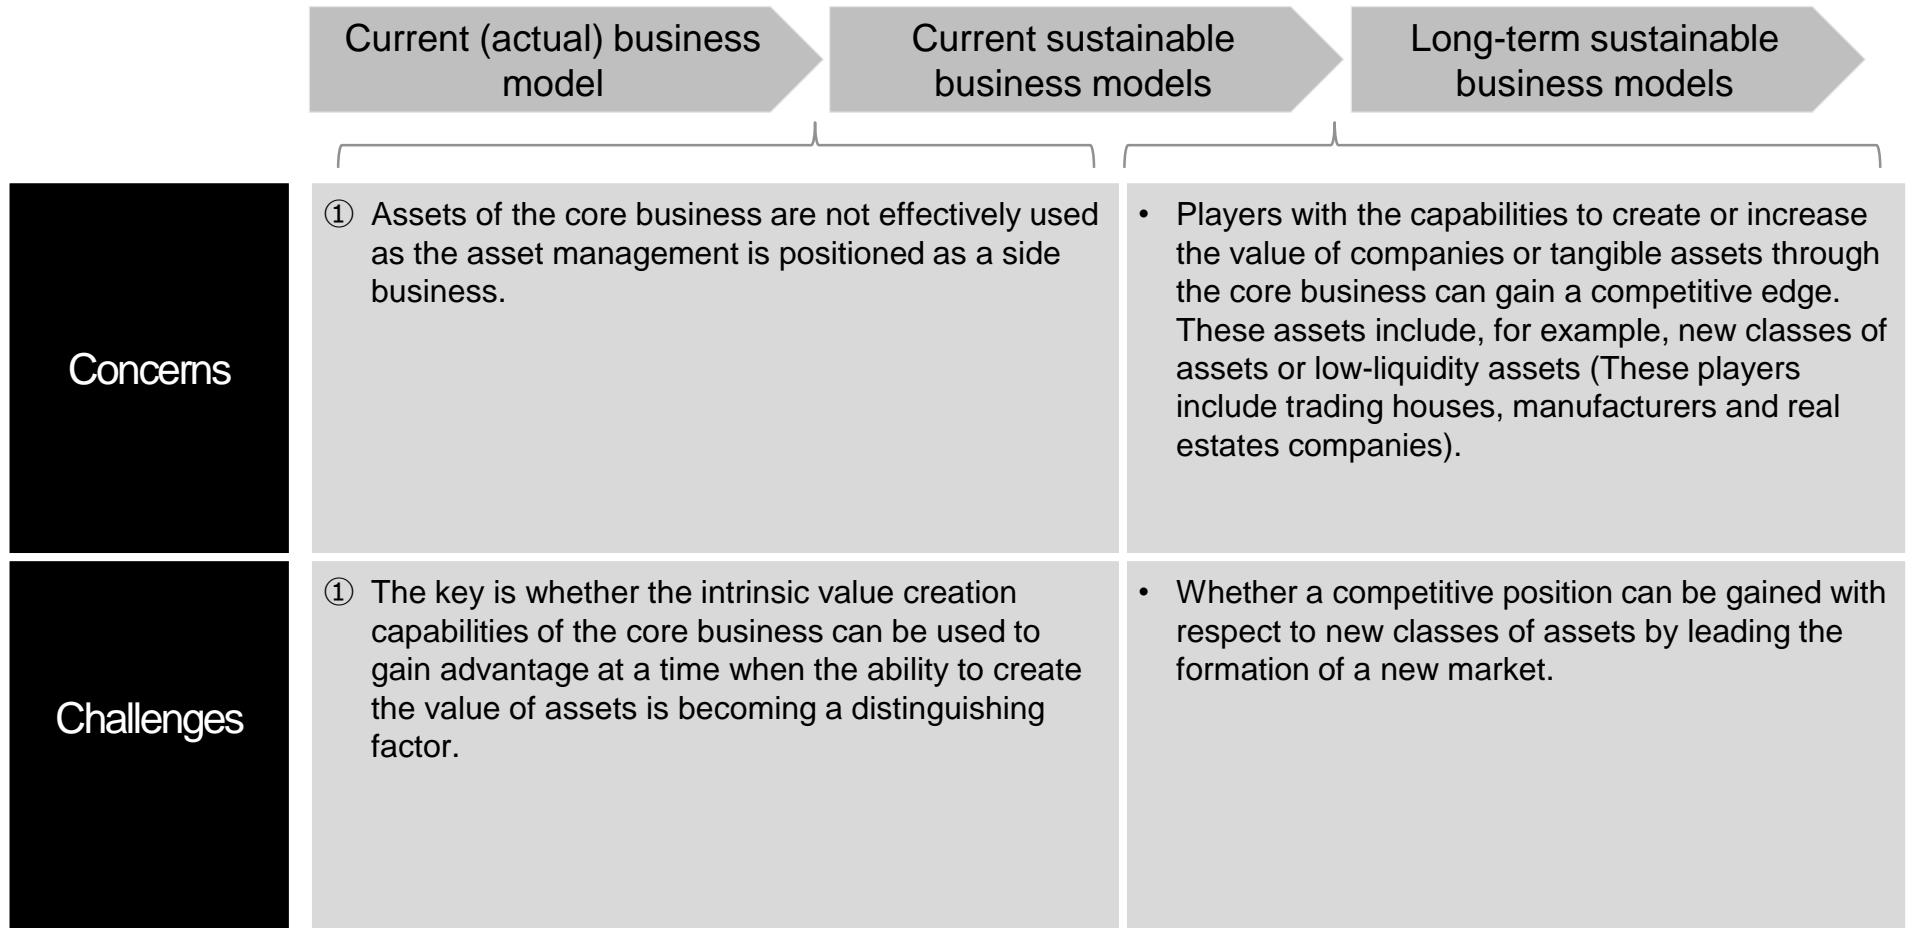 Current (actual) business
model
Current sustainable
business models
Long-term sustainable
business models
Concerns
① Assets of the core business are not effectively used
as the asset management is positioned as a side
business.
• Players with the capabilities to create or increase
the value of companies or tangible assets through
the core business can gain a competitive edge.
These assets include, for example, new classes of
assets or low-liquidity assets (These players
include trading houses, manufacturers and real
estates companies).
Challenges
① The key is whether the intrinsic value creation
capabilities of the core business can be used to
gain advantage at a time when the ability to create
the value of assets is becoming a distinguishing
factor.
• Whether a competitive position can be gained with
respect to new classes of assets by leading the
formation of a new market.